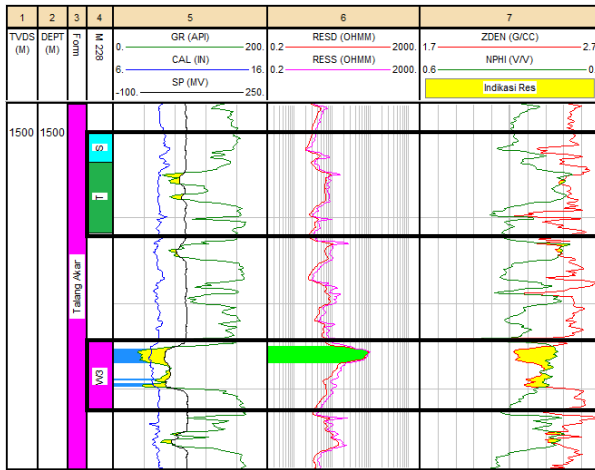 1 2 3 4 5 6 7
TVDS (M) DEPT (M) Form M 228
GR (API)
0. 200.
CAL (IN)
6. 16.
SP (MV)
-100. 250.
RESD (OHMM)
0.2 2000.
RESS (OHMM)
0.2 2000.
ZDEN (G/CC)
1.7 2.7
NPHI (V/V)
0.6 0.
Indikasi Res
1500 1500
S
T
Talang Akar
W3